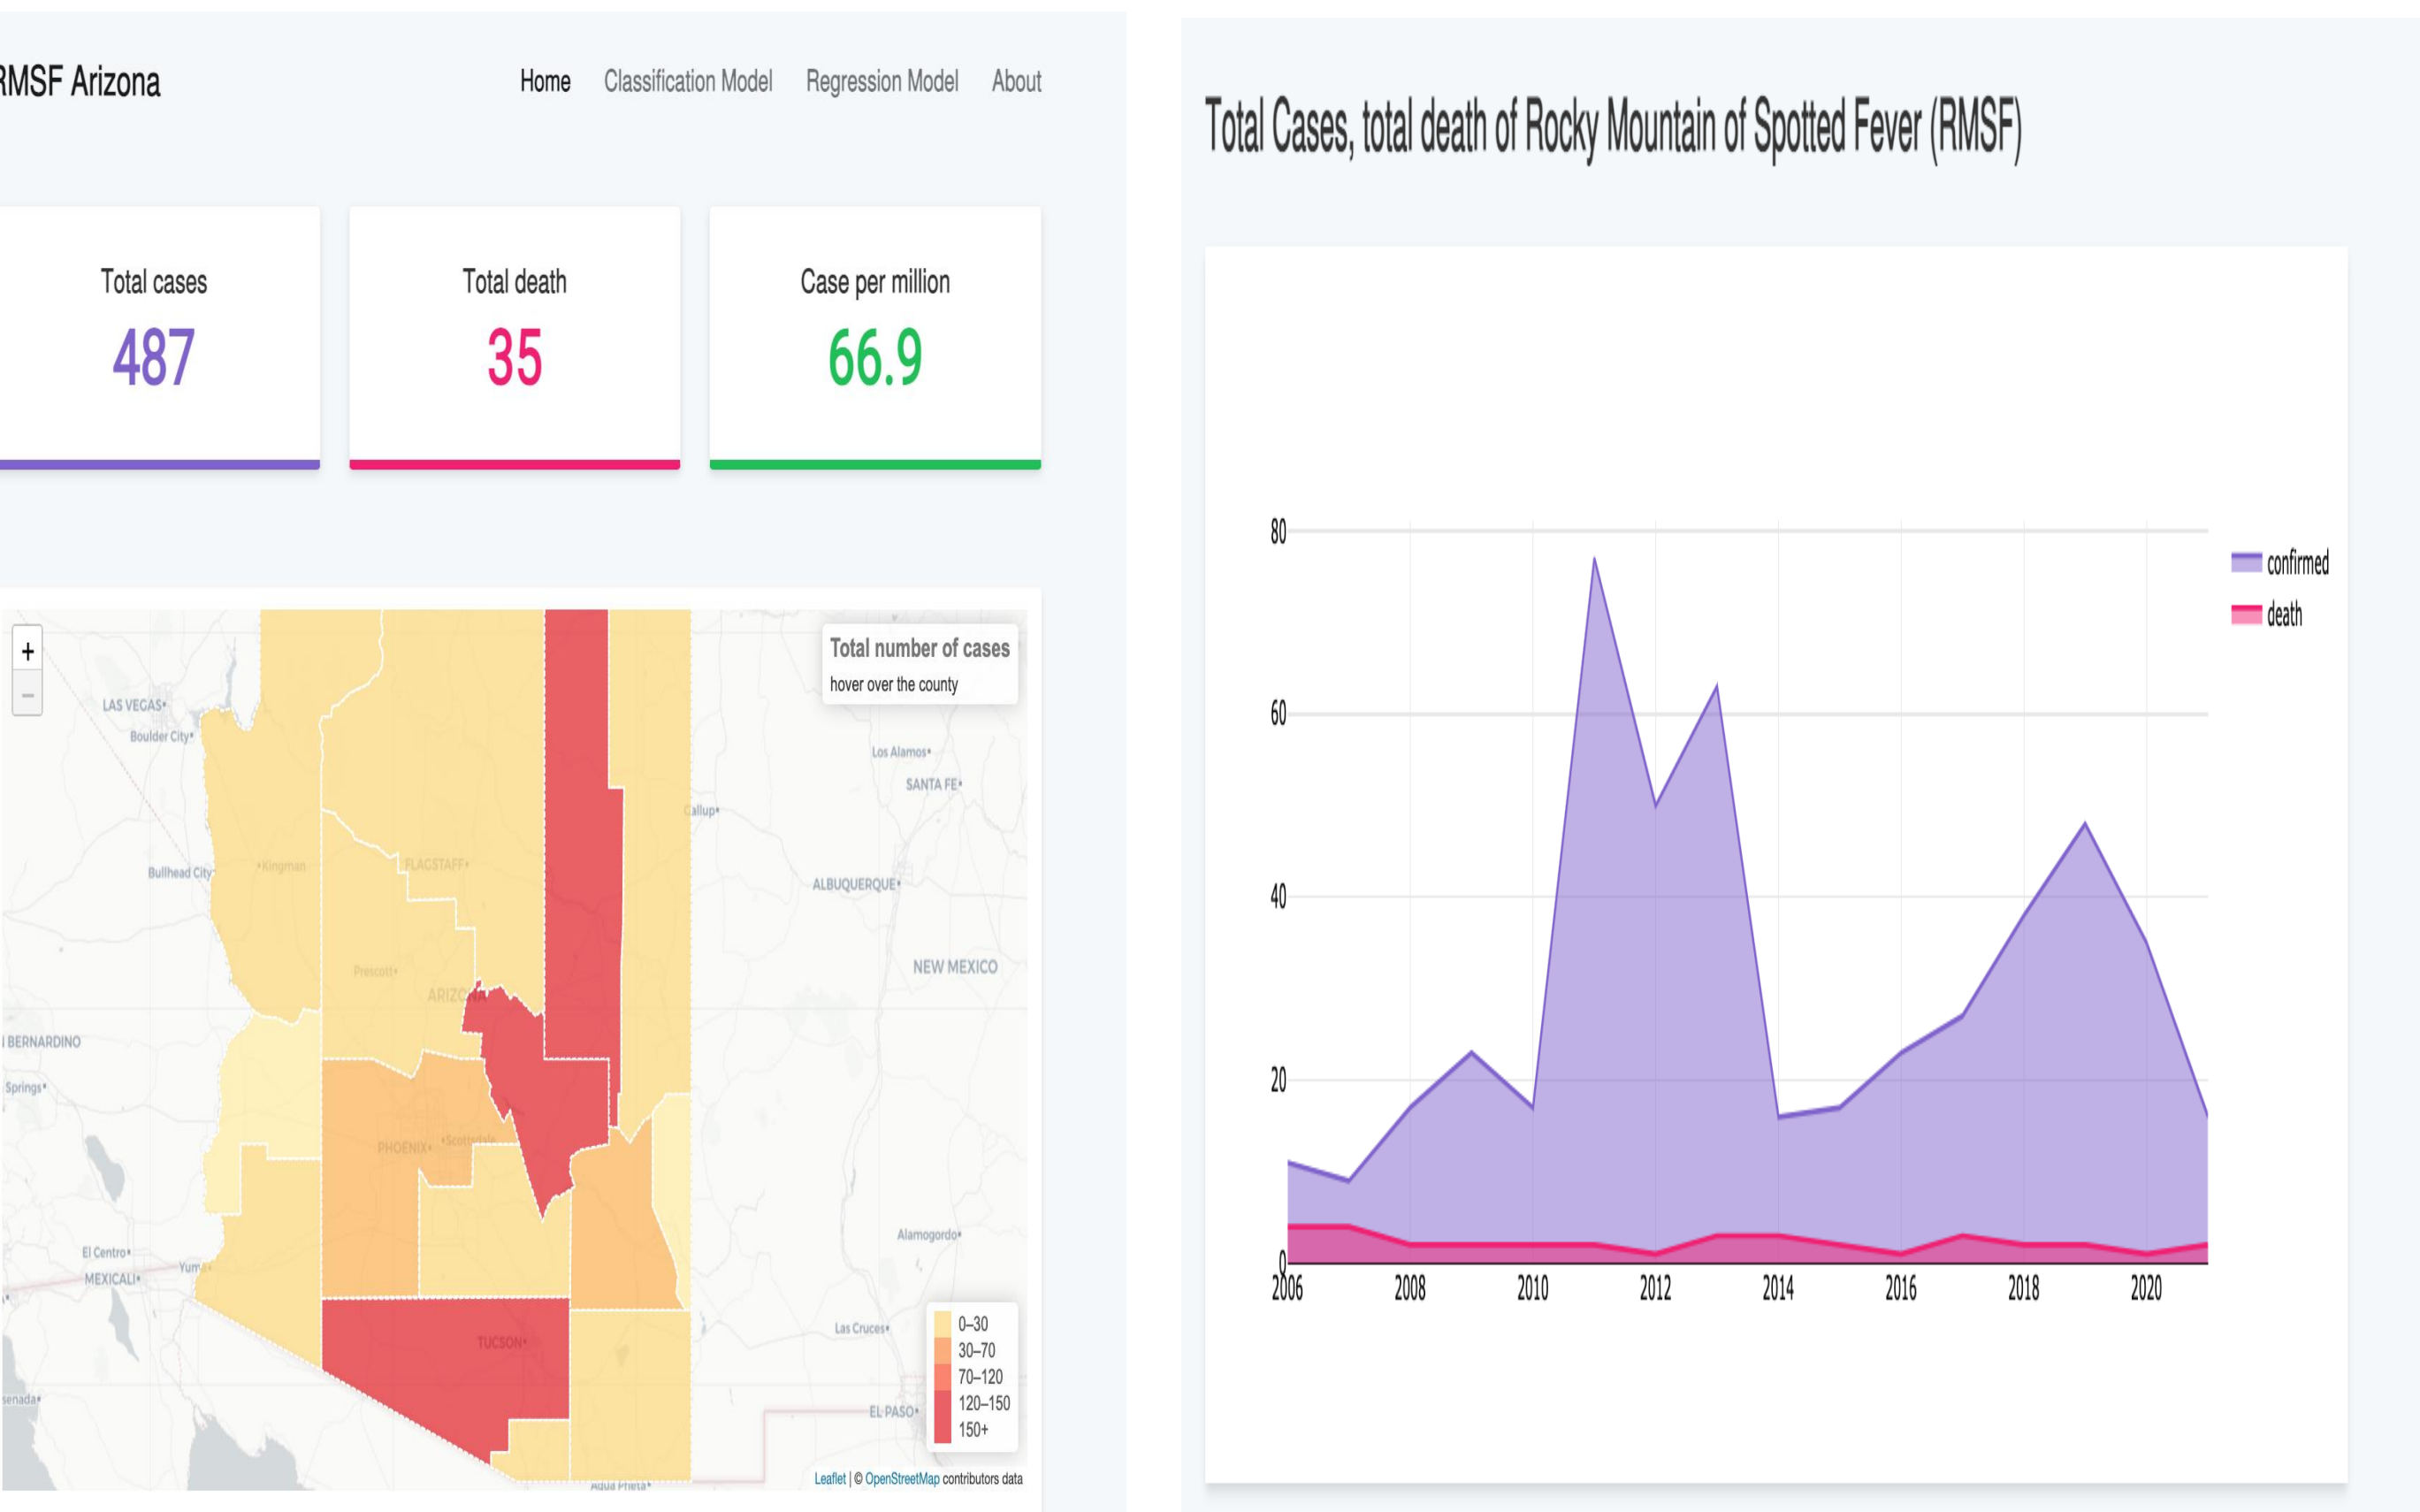 RMSF Arizona
Home Classification Model Regression Model About
Total cases
487
Total death
35
Case per million
66.9
+
−
Total number of cases
hover over the county
LAS VEGAS
Boulder City
Bullhead City
Kingman
FLAGSTAFF
Gallup
Los Alamos
SANTA FE
ALBUQUERQUE
Prescott
ARIZONA
NEW MEXICO
BERNARDINO
Springs
PHOENIX
Scottsdale
El Centro
MEXICALI
Yuma
Alamogordo
Las Cruces
TUCSON
EL PASO
senada
Agua Prieta
0–30
30–70
70–120
120–150
150+
Leaflet | © OpenStreetMap contributors data
Total Cases, total death of Rocky Mountain of Spotted Fever (RMSF)
80
60
40
20
0
2006 2008 2010 2012 2014 2016 2018 2020
confirmed
death